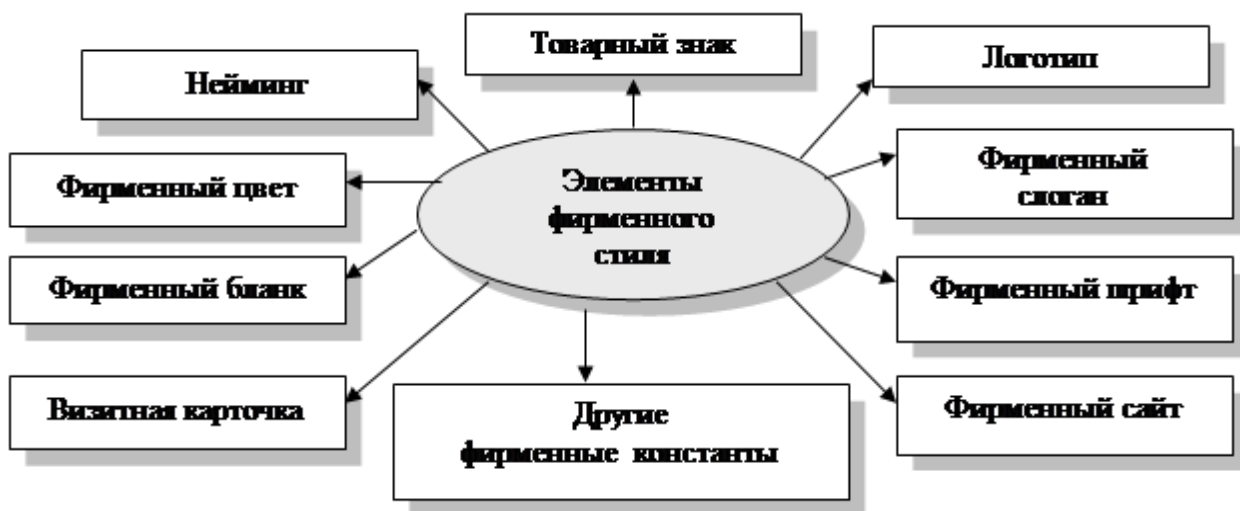 Товарный знак
Логотип
Нейминг
Фирменный
слоган
Фирменный цвет
Элементы
фирменного
стиля
Фирменный бланк
Фирменный шрифт
Визитная карточка
Фирменный сайт
Другие
фирменные константы